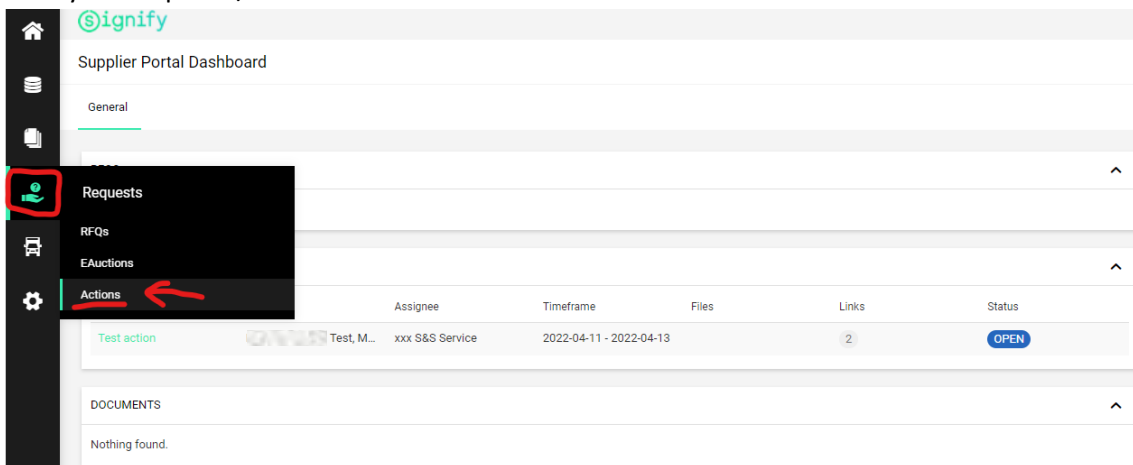 signify
Supplier Portal Dashboard
General
Requests
RFQs
EAuctions
Actions
Assignee Timeframe Files Links Status
Test action Test, M... xxx S&S Service 2022-04-11 - 2022-04-13 2 OPEN
DOCUMENTS
Nothing found.